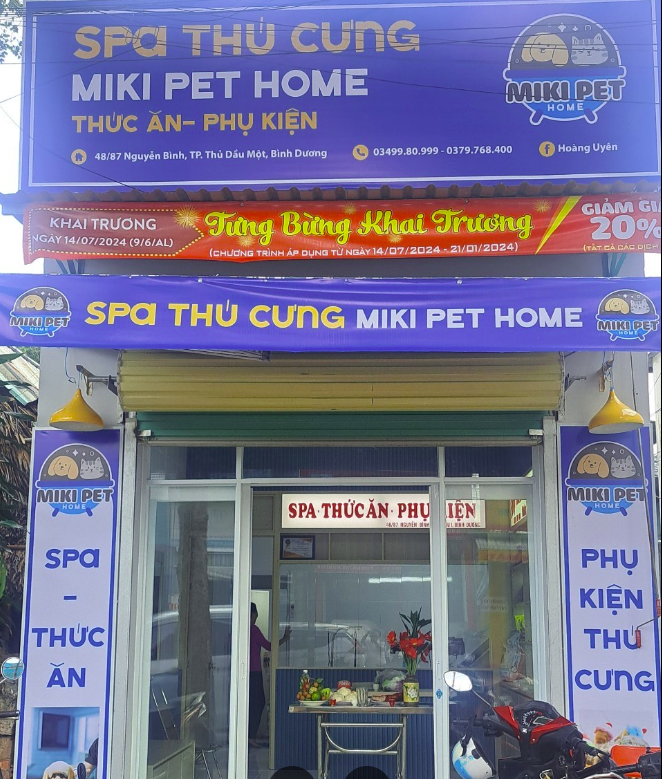 SPA THÚ CƯNG
MIKI PET HOME
THỨC ĂN- PHỤ KIỆN
48/87 Nguyễn Bình, TP. Thủ Dầu Một, Bình Dương
03499.80.999 - 0379.768.400
Hoàng Uyên
MIKI PET
HOME
KHAI TRƯƠNG
NGÀY 14/07/2024 (9/6/AL)
Tưng Bừng Khai Trương
(CHƯƠNG TRÌNH ÁP DỤNG TỪ NGÀY 14/07/2024 - 21/01/2024)
GIẢM GI
20%
(TẤT CẢ CÁC DỊCH
MIKI PET
HOME
SPA THÚ CƯNG MIKI PET HOME
MIKI PET
HOME
MIKI PET
HOME
SPA
-
THỨC
ĂN
SPA·THỨC ĂN·PHỤ KIỆN
MIKI PET
HOME
PHỤ
KIỆN
THÚ
CƯNG